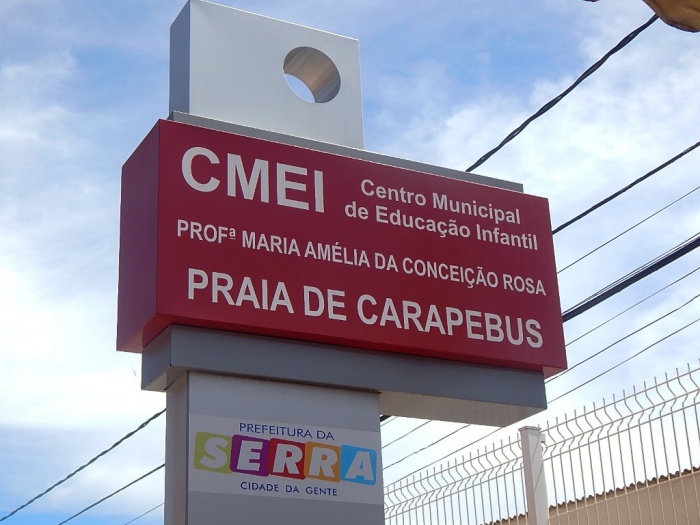 CMEI
Centro Municipal
de Educação Infantil
PROFª MARIA AMÉLIA DA CONCEIÇÃO ROSA
PRAIA DE CARAPEBUS
PREFEITURA DA
SERRA
CIDADE DA GENTE